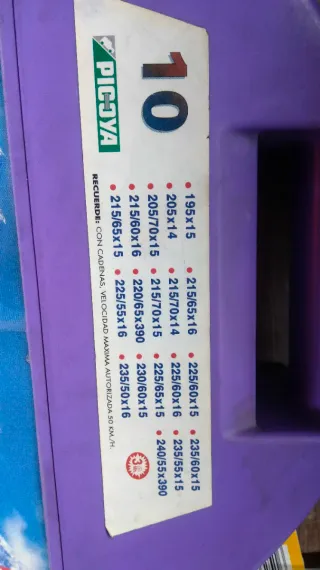 10
PICOYA
• 195x15 • 215/65x16 • 225/60x15 • 235/60x15
• 205x14 • 215/70x14 • 225/60x16 • 235/55x15
• 205/70x15 • 215/70x15 • 225/65x15 • 240/55x390
• 215/60x16 • 220/65x390 • 230/60x15
• 215/65x15 • 225/55x16 • 235/50x16
3
RECUERDE: CON CADENAS, VELOCIDAD MAXIMA AUTORIZADA 50 KM/H.